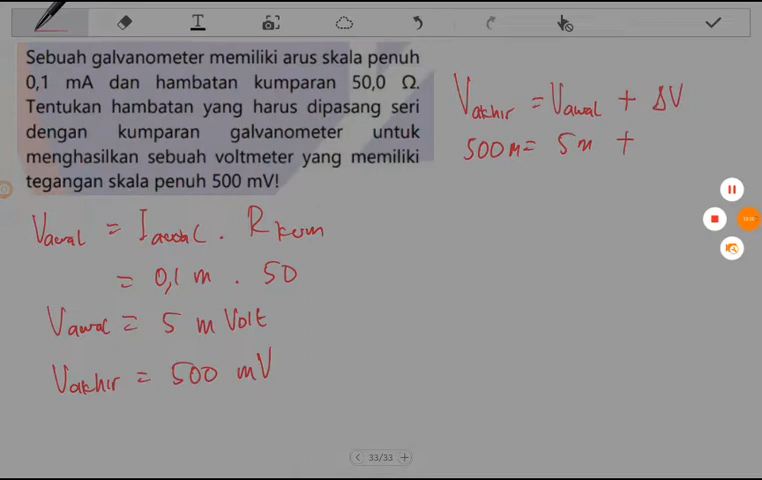 T
Sebuah galvanometer memiliki arus skala penuh
0,1 mA dan hambatan kumparan 50,0 Ω.
Tentukan hambatan yang harus dipasang seri
dengan kumparan galvanometer untuk
menghasilkan sebuah voltmeter yang memiliki
tegangan skala penuh 500 mV!
Vawal = Iawal . Rkum
= 0,1 m . 50
Vawal = 5 m Volt
Vakhir = 500 mV
Vakhir = Vawal + ΔV
500 m = 5 m +
33/33